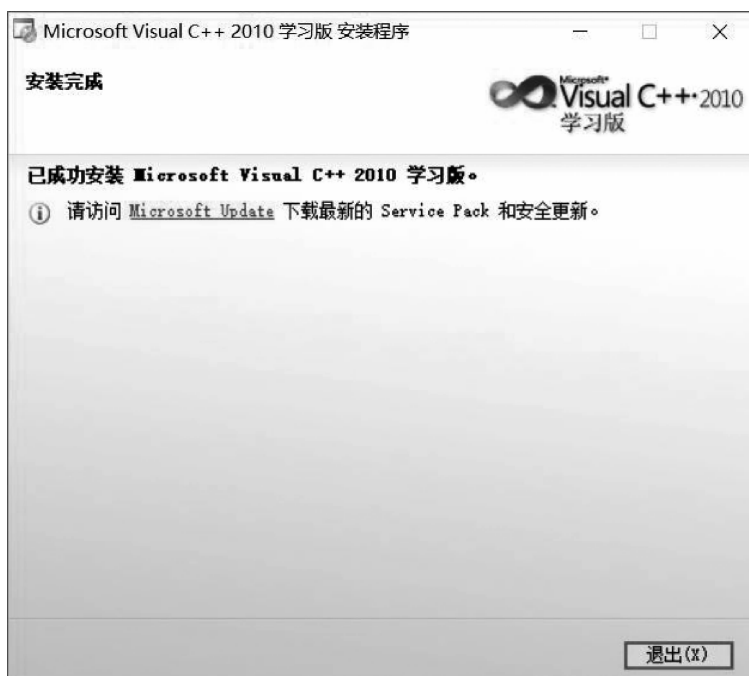 Microsoft Visual C++ 2010 学习版 安装程序
安装完成
Microsoft®
Visual C++·2010
学习版
已成功安装 Microsoft Visual C++ 2010 学习版。
请访问 Microsoft Update 下载最新的 Service Pack 和安全更新。
退出(X)